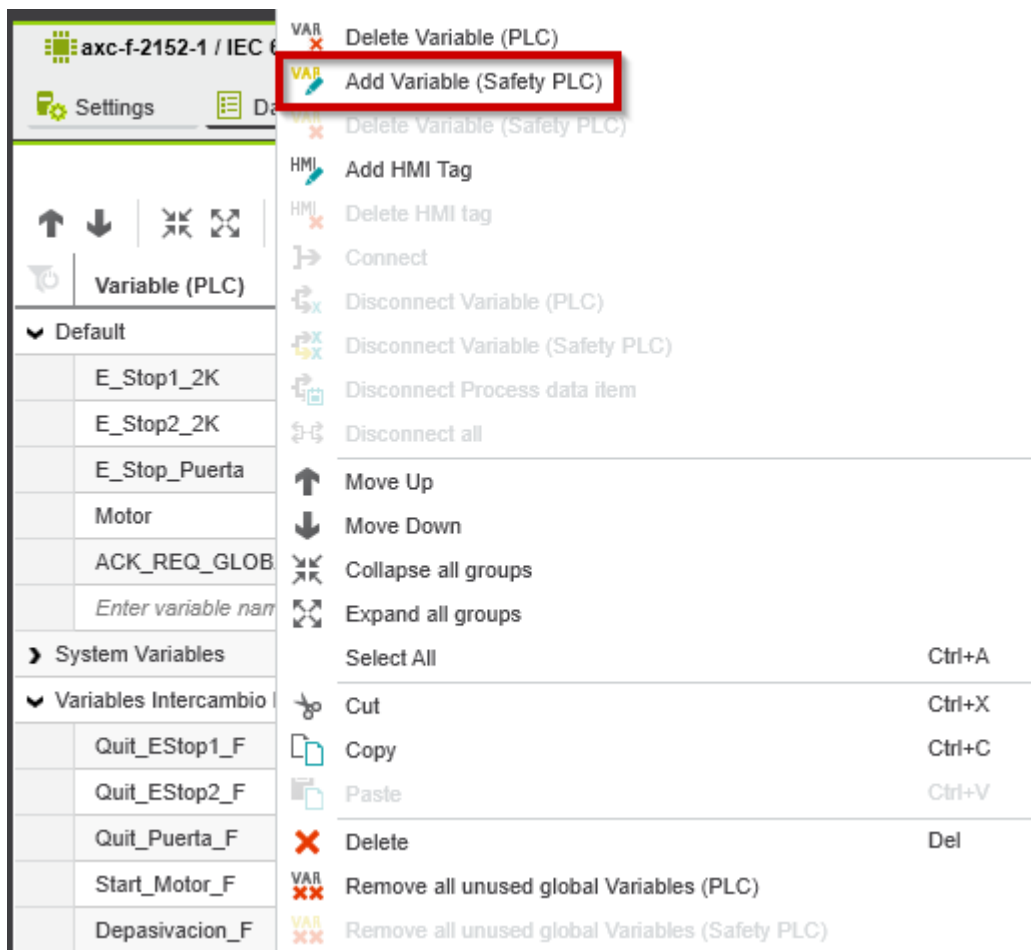 axc-f-2152-1 / IEC 6
Settings
Da
Variable (PLC)
Default
E_Stop1_2K
E_Stop2_2K
E_Stop_Puerta
Motor
ACK_REQ_GLOB
Enter variable nam
System Variables
Variables Intercambio
Quit_EStop1_F
Quit_EStop2_F
Quit_Puerta_F
Start_Motor_F
Depasivacion_F
VAR Delete Variable (PLC)
VAR Add Variable (Safety PLC)
VAR Delete Variable (Safety PLC)
HMI Add HMI Tag
HMI Delete HMI tag
Connect
Disconnect Variable (PLC)
Disconnect Variable (Safety PLC)
Disconnect Process data item
Disconnect all
Move Up
Move Down
Collapse all groups
Expand all groups
Select All Ctrl+A
Cut Ctrl+X
Copy Ctrl+C
Paste Ctrl+V
Delete Del
VAR Remove all unused global Variables (PLC)
VAR Remove all unused global Variables (Safety PLC)